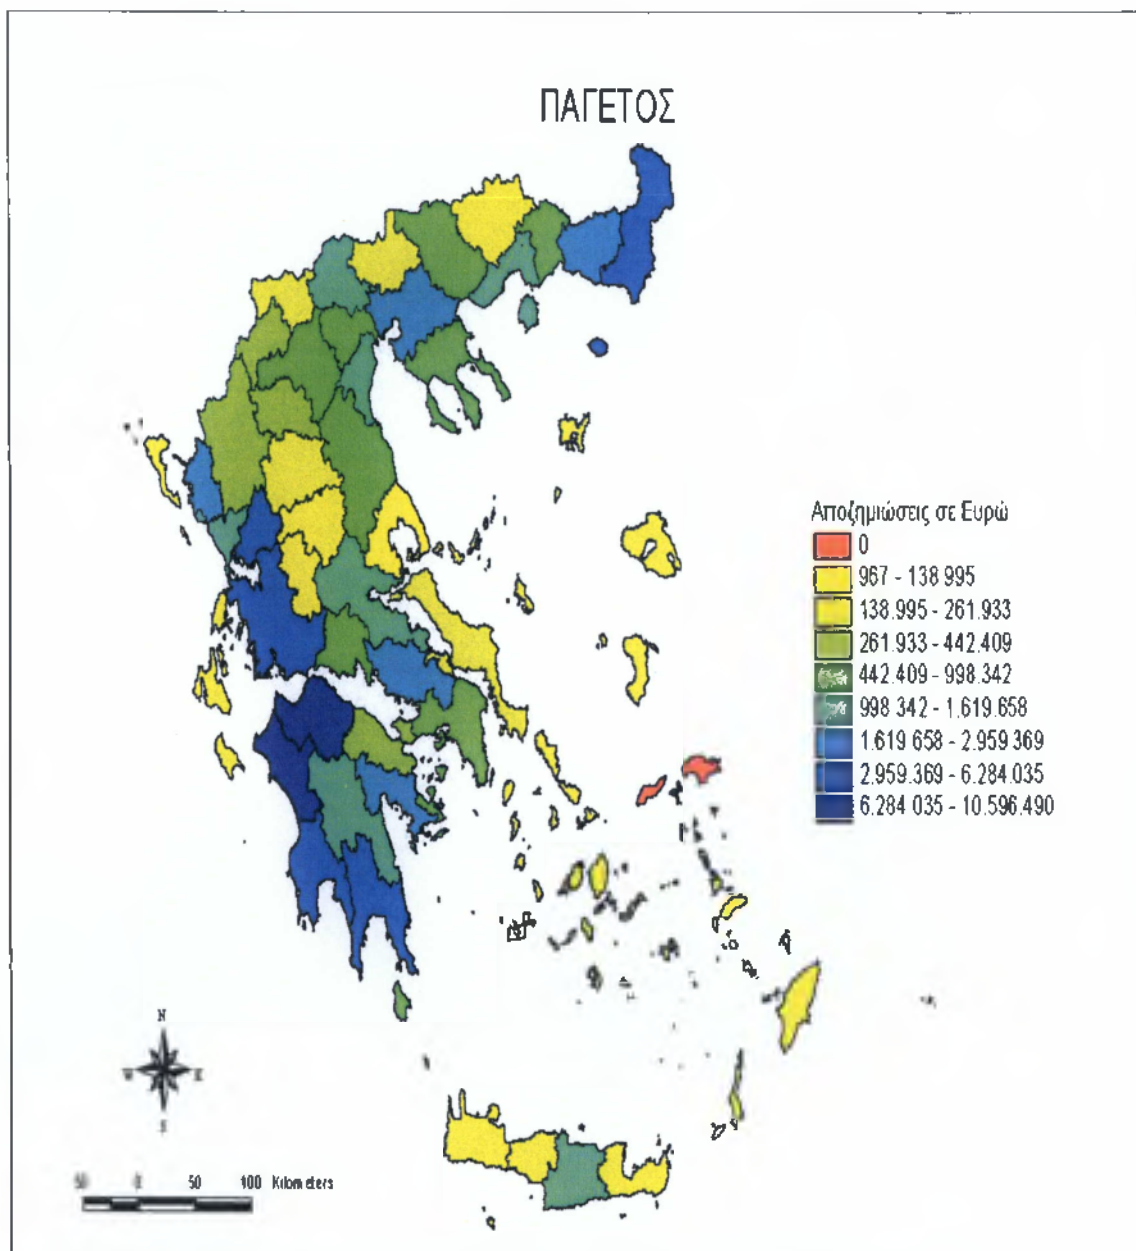 ΠΑΓΕΤΟΣ
Αποζημιώσεις σε Ευρώ
0
967 - 138 995
138.995 - 261.933
261.933 - 442.409
442.409 - 998.342
998 342 - 1.619.658
1.619 658 - 2.959 369
2.959.369 - 6.284.035
6.284 035 - 10.596.490
N
W
E
S
50 0 50 100 Kilometers